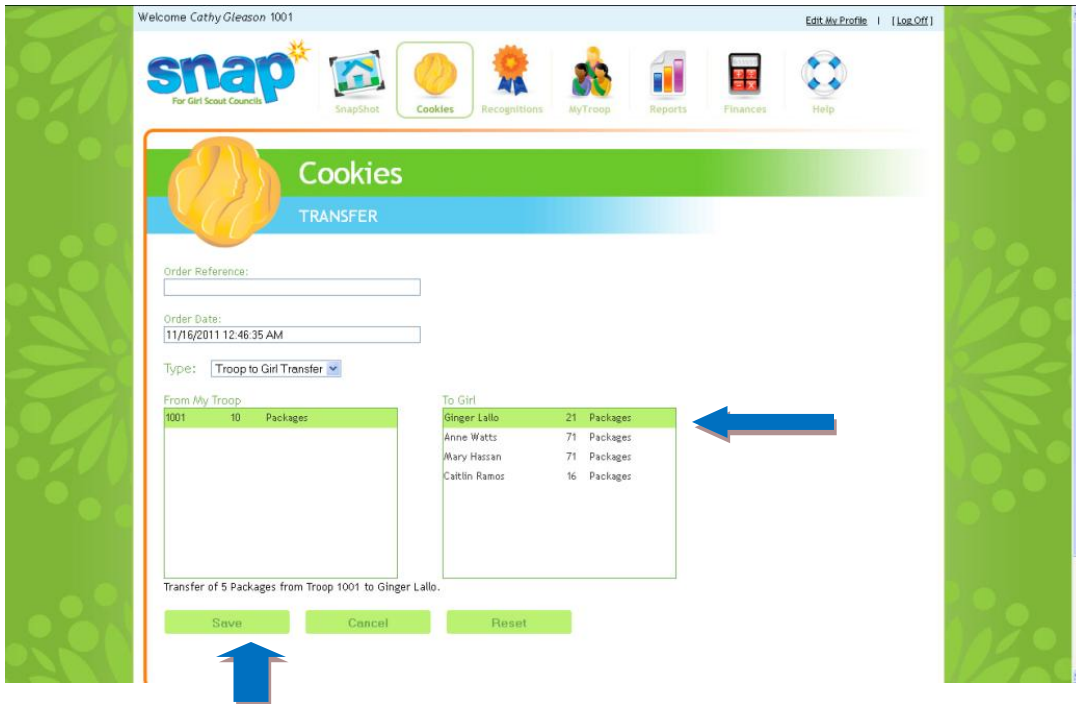 Welcome Cathy Gleason 1001
Edit My Profile | [ Log Off ]
snap
For Girl Scout Councils
SnapShot Cookies Recognitions MyTroop Reports Finances Help
Cookies
TRANSFER
Order Reference:
Order Date:
11/16/2011 12:46:35 AM
Type: Troop to Girl Transfer
From My Troop To Girl
1001 10 Packages Ginger Lallo 21 Packages
Anne Watts 71 Packages
Mary Hassan 71 Packages
Caitlin Ramos 16 Packages
Transfer of 5 Packages from Troop 1001 to Ginger Lallo.
Save Cancel Reset